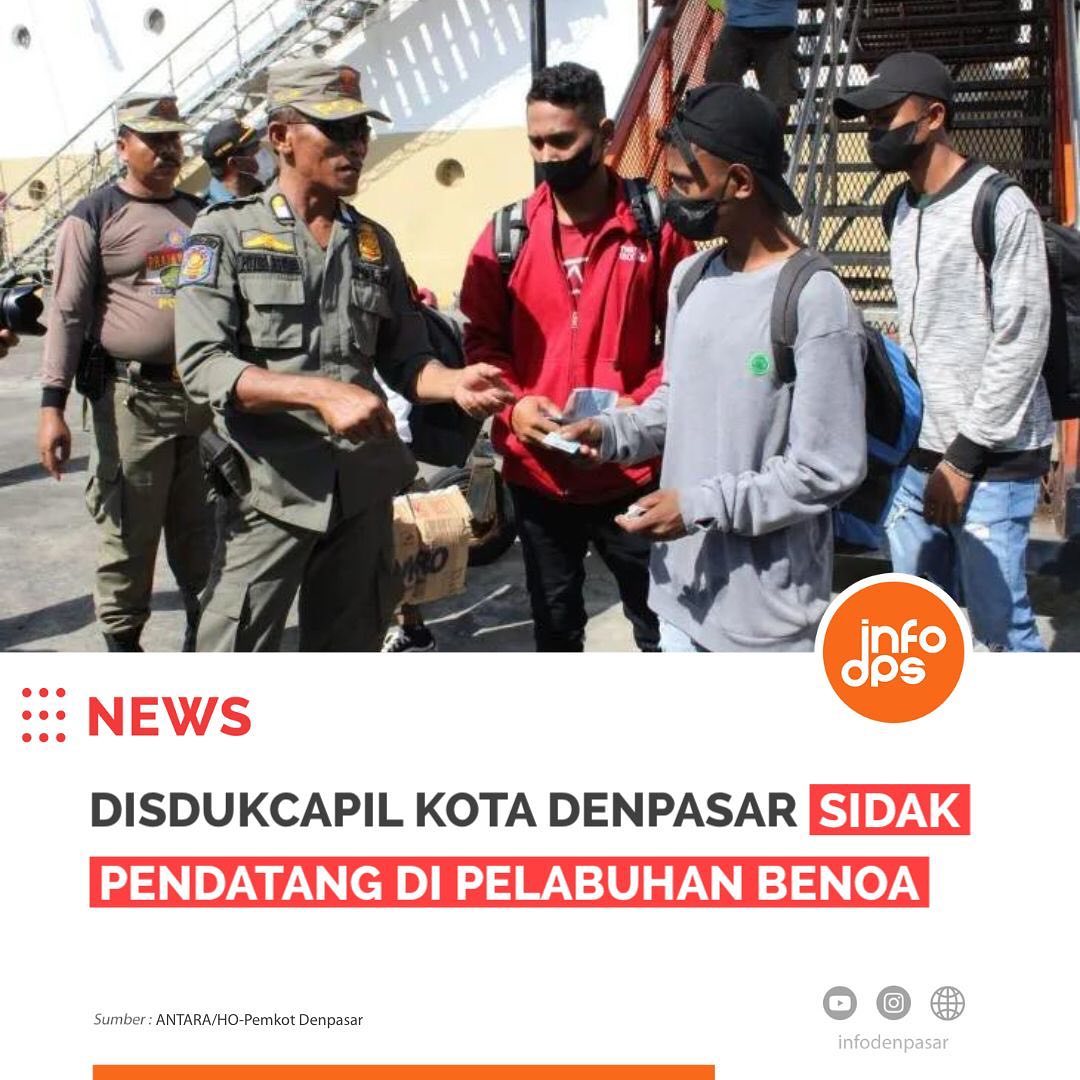 NEWS
DISDUKCAPIL KOTA DENPASAR SIDAK
PENDATANG DI PELABUHAN BENOA
info
dps
Sumber : ANTARA/HO-Pemkot Denpasar
infodenpasar